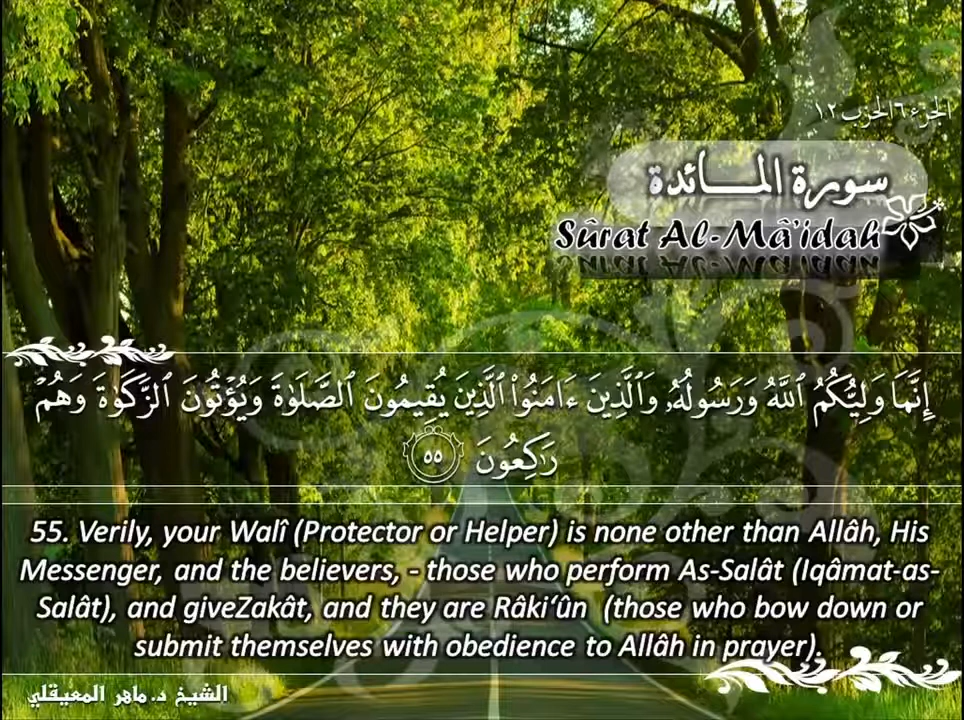 الجزء ٦ الحزب ١٢
سورة المائدة
Sûrat Al-Mâ'idah
إِنَّمَا وَلِيُّكُمُ ٱللَّهُ وَرَسُولُهُۥ وَٱلَّذِينَ ءَامَنُوا۟ ٱلَّذِينَ يُقِيمُونَ ٱلصَّلَوٰةَ وَيُؤْتُونَ ٱلزَّكَوٰةَ وَهُمْ
رَٰكِعُونَ ٥٥
55. Verily, your Walî (Protector or Helper) is none other than Allâh, His
Messenger, and the believers, - those who perform As-Salât (Iqâmat-as-
Salât), and giveZakât, and they are Râki‘ûn (those who bow down or
submit themselves with obedience to Allâh in prayer).
الشيخ د. ماهر المعيقلي